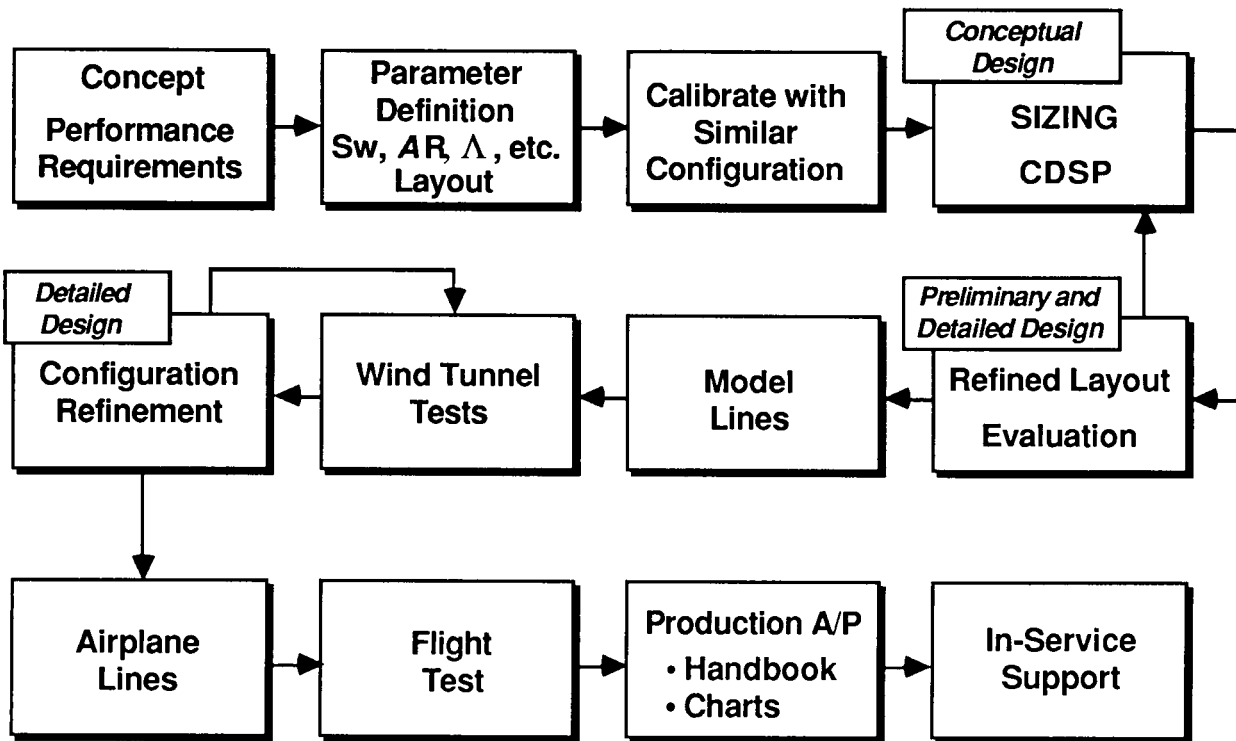 Concept
Performance
Requirements
Parameter
Definition
Sw, AR, Λ, etc.
Layout
Calibrate with
Similar
Configuration
Conceptual
Design
SIZING
CDSP
Detailed
Design
Configuration
Refinement
Wind Tunnel
Tests
Model
Lines
Preliminary and
Detailed Design
Refined Layout
Evaluation
Airplane
Lines
Flight
Test
Production A/P
• Handbook
• Charts
In-Service
Support